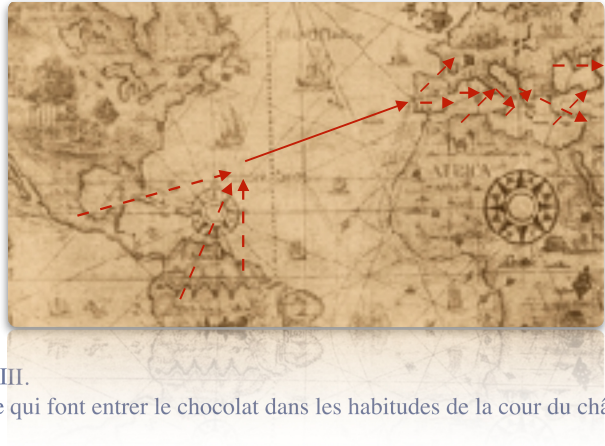 AFRICA
III.
e qui font entrer le chocolat dans les habitudes de la cour du châ